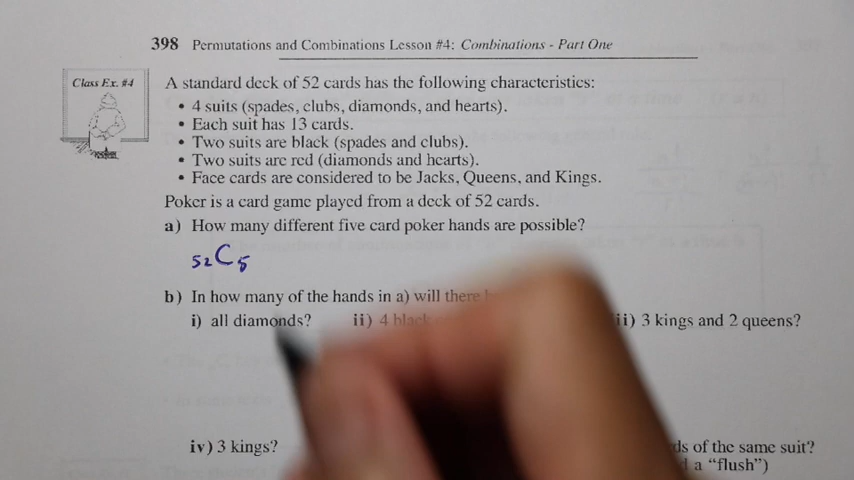 398 Permutations and Combinations Lesson #4: Combinations - Part One
Class Ex. #4
A standard deck of 52 cards has the following characteristics:
• 4 suits (spades, clubs, diamonds, and hearts).
• Each suit has 13 cards.
• Two suits are black (spades and clubs).
• Two suits are red (diamonds and hearts).
• Face cards are considered to be Jacks, Queens, and Kings.
Poker is a card game played from a deck of 52 cards.
a) How many different five card poker hands are possible?
52C5
b) In how many of the hands in a) will there
i) all diamonds? ii) 4 black iii) 3 kings and 2 queens?
iv) 3 kings? of the same suit?
a “flush”)